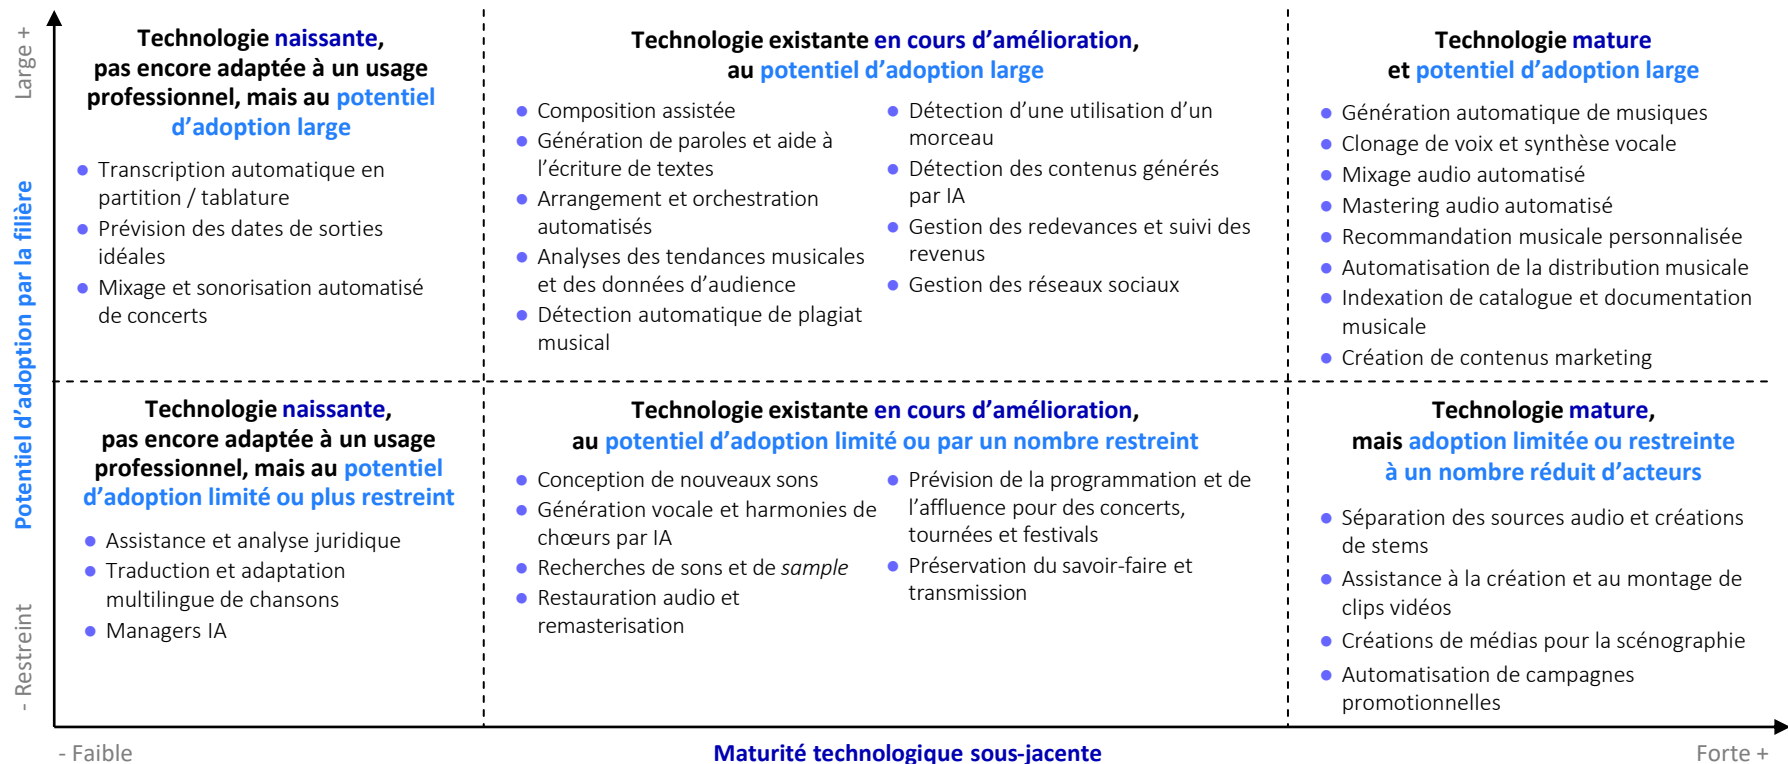 Large +
Potentiel d’adoption par la filière
- Restreint
Technologie naissante,
pas encore adaptée à un usage
professionnel, mais au potentiel
d’adoption large
● Transcription automatique en
partition / tablature
● Prévision des dates de sorties
idéales
● Mixage et sonorisation automatisé
de concerts
Technologie existante en cours d’amélioration,
au potentiel d’adoption large
● Composition assistée
● Génération de paroles et aide à
l’écriture de textes
● Arrangement et orchestration
automatisés
● Analyses des tendances musicales
et des données d’audience
● Détection automatique de plagiat
musical
● Détection d’une utilisation d’un
morceau
● Détection des contenus générés
par IA
● Gestion des redevances et suivi des
revenus
● Gestion des réseaux sociaux
Technologie mature
et potentiel d’adoption large
● Génération automatique de musiques
● Clonage de voix et synthèse vocale
● Mixage audio automatisé
● Mastering audio automatisé
● Recommandation musicale personnalisée
● Automatisation de la distribution musicale
● Indexation de catalogue et documentation
musicale
● Création de contenus marketing
Technologie naissante,
pas encore adaptée à un usage
professionnel, mais au potentiel
d’adoption limité ou plus restreint
● Assistance et analyse juridique
● Traduction et adaptation
multilingue de chansons
● Managers IA
Technologie existante en cours d’amélioration,
au potentiel d’adoption limité ou par un nombre restreint
● Conception de nouveaux sons
● Génération vocale et harmonies de
chœurs par IA
● Recherches de sons et de sample
● Restauration audio et
remasterisation
● Prévision de la programmation et de
l’affluence pour des concerts,
tournées et festivals
● Préservation du savoir-faire et
transmission
Technologie mature,
mais adoption limitée ou restreinte
à un nombre réduit d’acteurs
● Séparation des sources audio et créations
de stems
● Assistance à la création et au montage de
clips vidéos
● Créations de médias pour la scénographie
● Automatisation de campagnes
promotionnelles
- Faible
Maturité technologique sous-jacente
Forte +